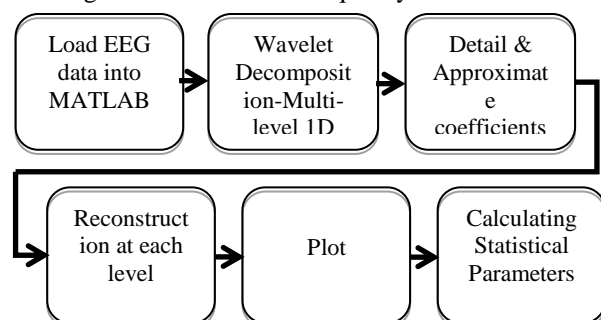 Load EEG
data into
MATLAB
Wavelet
Decomposit
ion-Multi-
level 1D
Detail &
Approximat
e
coefficients
Reconstruct
ion at each
level
Plot
Calculating
Statistical
Parameters